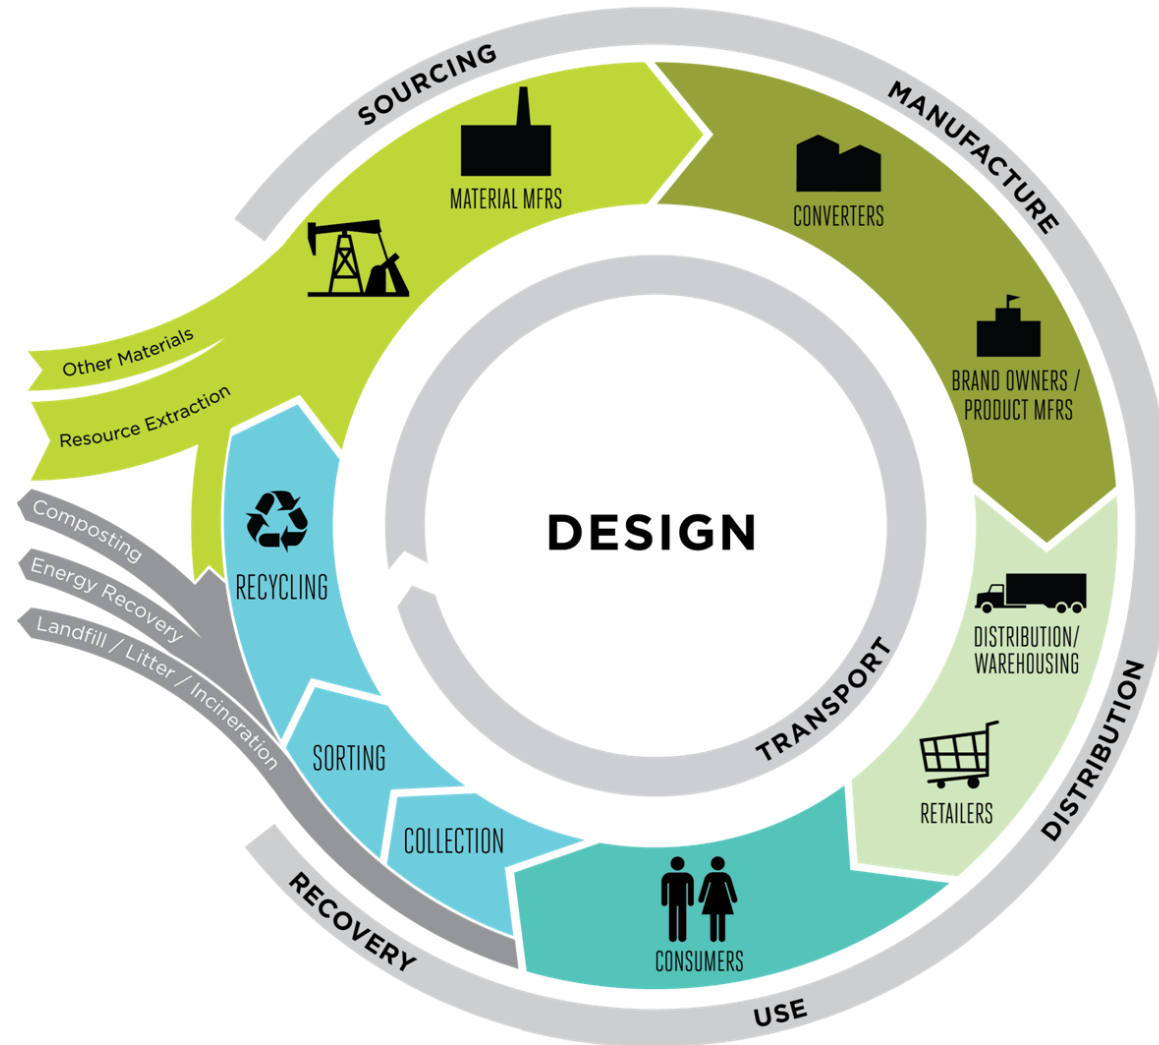 SOURCING
MANUFACTURE
MATERIAL MFRS
CONVERTERS
Other Materials
Resource Extraction
BRAND OWNERS /
PRODUCT MFRS
Composting
Energy Recovery
Landfill / Litter / Incineration
RECYCLING
DESIGN
DISTRIBUTION/
WAREHOUSING
TRANSPORT
SORTING
RETAILERS
DISTRIBUTION
COLLECTION
RECOVERY
CONSUMERS
USE